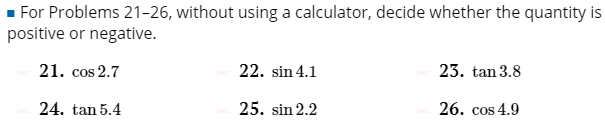 ▪ For Problems 21–26, without using a calculator, decide whether the quantity is
positive or negative.
21. cos 2.7 22. sin 4.1 23. tan 3.8
24. tan 5.4 25. sin 2.2 26. cos 4.9